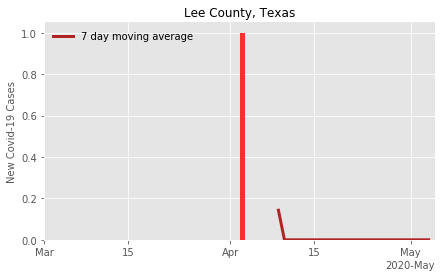 Lee County, Texas
7 day moving average
New Covid-19 Cases
1.0
0.8
0.6
0.4
0.2
0.0
Mar
15
Apr
15
May
2020-May